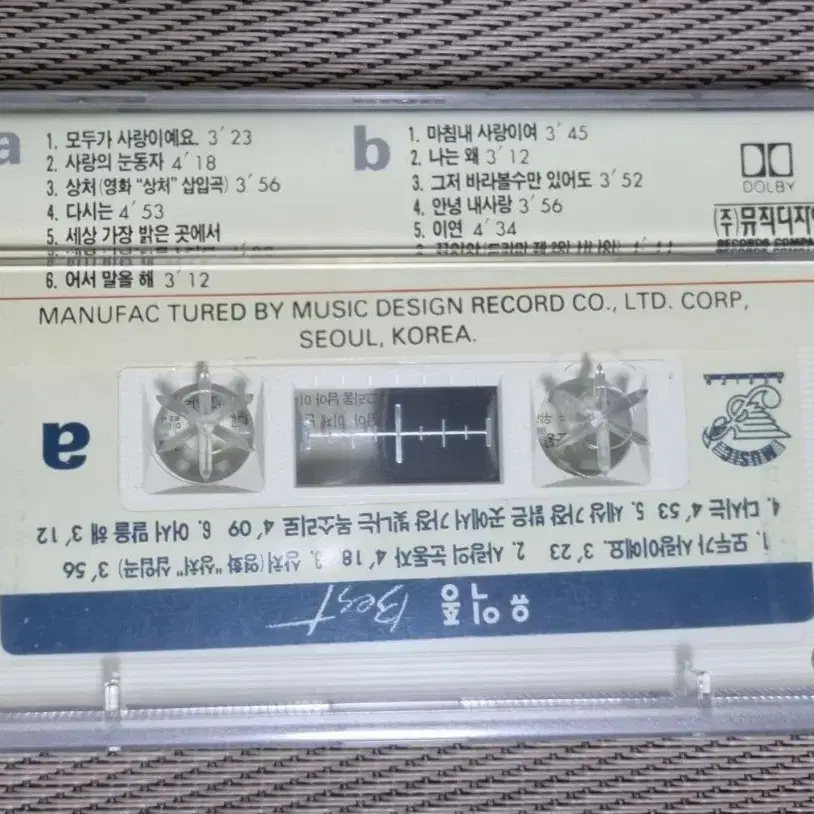 a
1. 모두가 사랑이예요. 3′ 23
2. 사랑의 눈동자 4′ 18
3. 상처(영화 “상처” 삽입곡) 3′ 56
4. 다시는 4′ 53
5. 세상 가장 밝은 곳에서
6. 어서 말을 해 3′ 12
b
1. 마침내 사랑이여 3′ 45
2. 나는 왜 3′ 12
3. 그저 바라볼수만 있어도 3′ 52
4. 안녕 내사랑 3′ 56
5. 이연 4′ 34
DOLBY
(주)뮤직디자
RECORDS COMPA
MANUFAC TURED BY MUSIC DESIGN RECORD CO., LTD. CORP,
SEOUL, KOREA.
a
MUSIC
유익종 Best
1. 모두가 사랑이예요. 3′ 23 2. 사랑의 눈동자 4′ 18 3. 상처(영화 “상처” 삽입곡) 3′ 56
4. 다시는 4′ 53 5. 세상 가장 밝은 곳에서 가장 빛나는 목소리로 4′ 09 6. 어서 말을 해 3′ 12